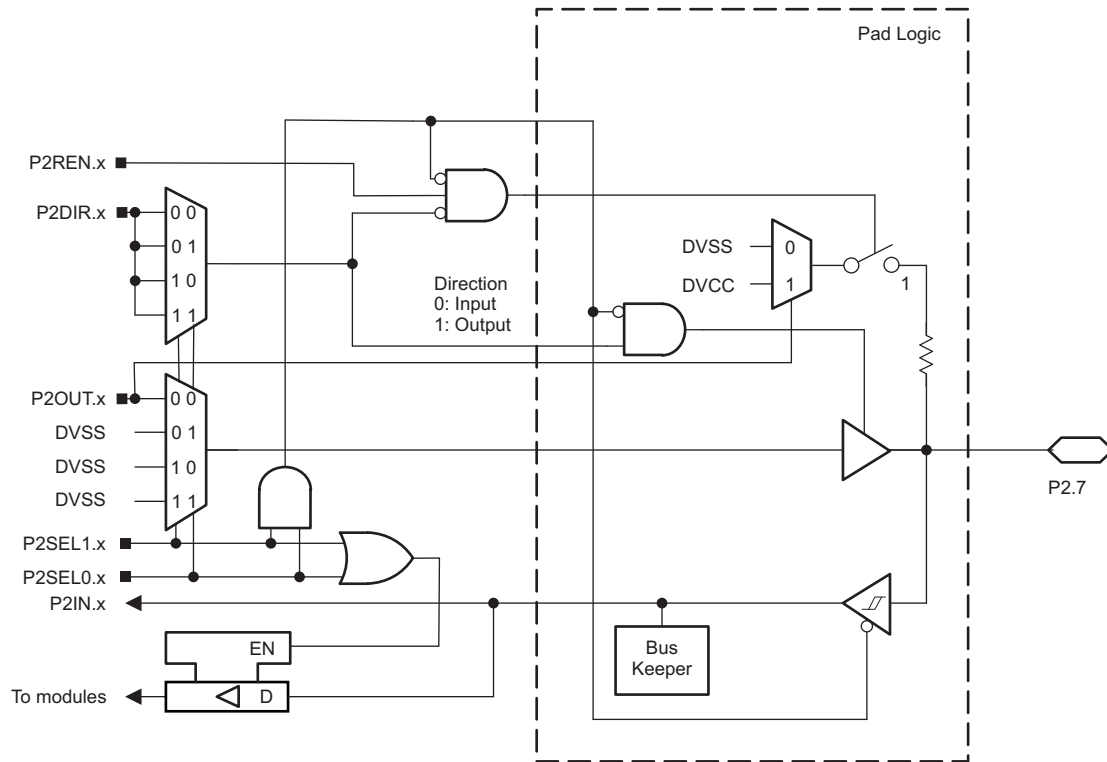 Pad Logic
P2REN.x
P2DIR.x
0 0
0 1
1 0
1 1
Direction
0: Input
1: Output
DVSS
0
DVCC
1
1
P2OUT.x
0 0
DVSS
0 1
DVSS
1 0
DVSS
1 1
P2.7
P2SEL1.x
P2SEL0.x
P2IN.x
Bus
Keeper
EN
To modules
D